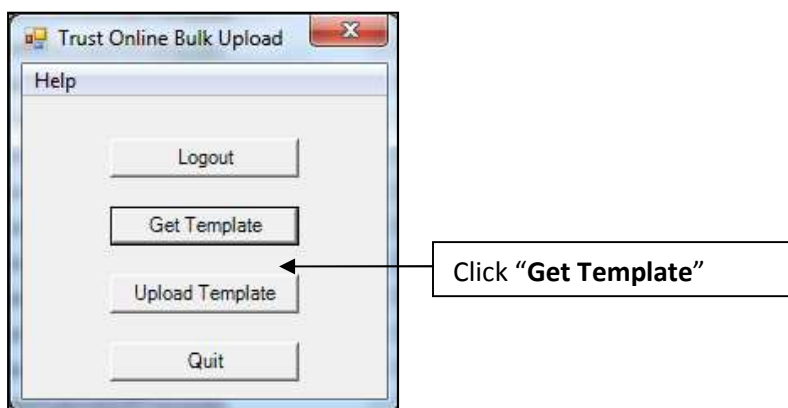 Trust Online Bulk Upload
Help
Logout
Get Template
Click “Get Template”
Upload Template
Quit